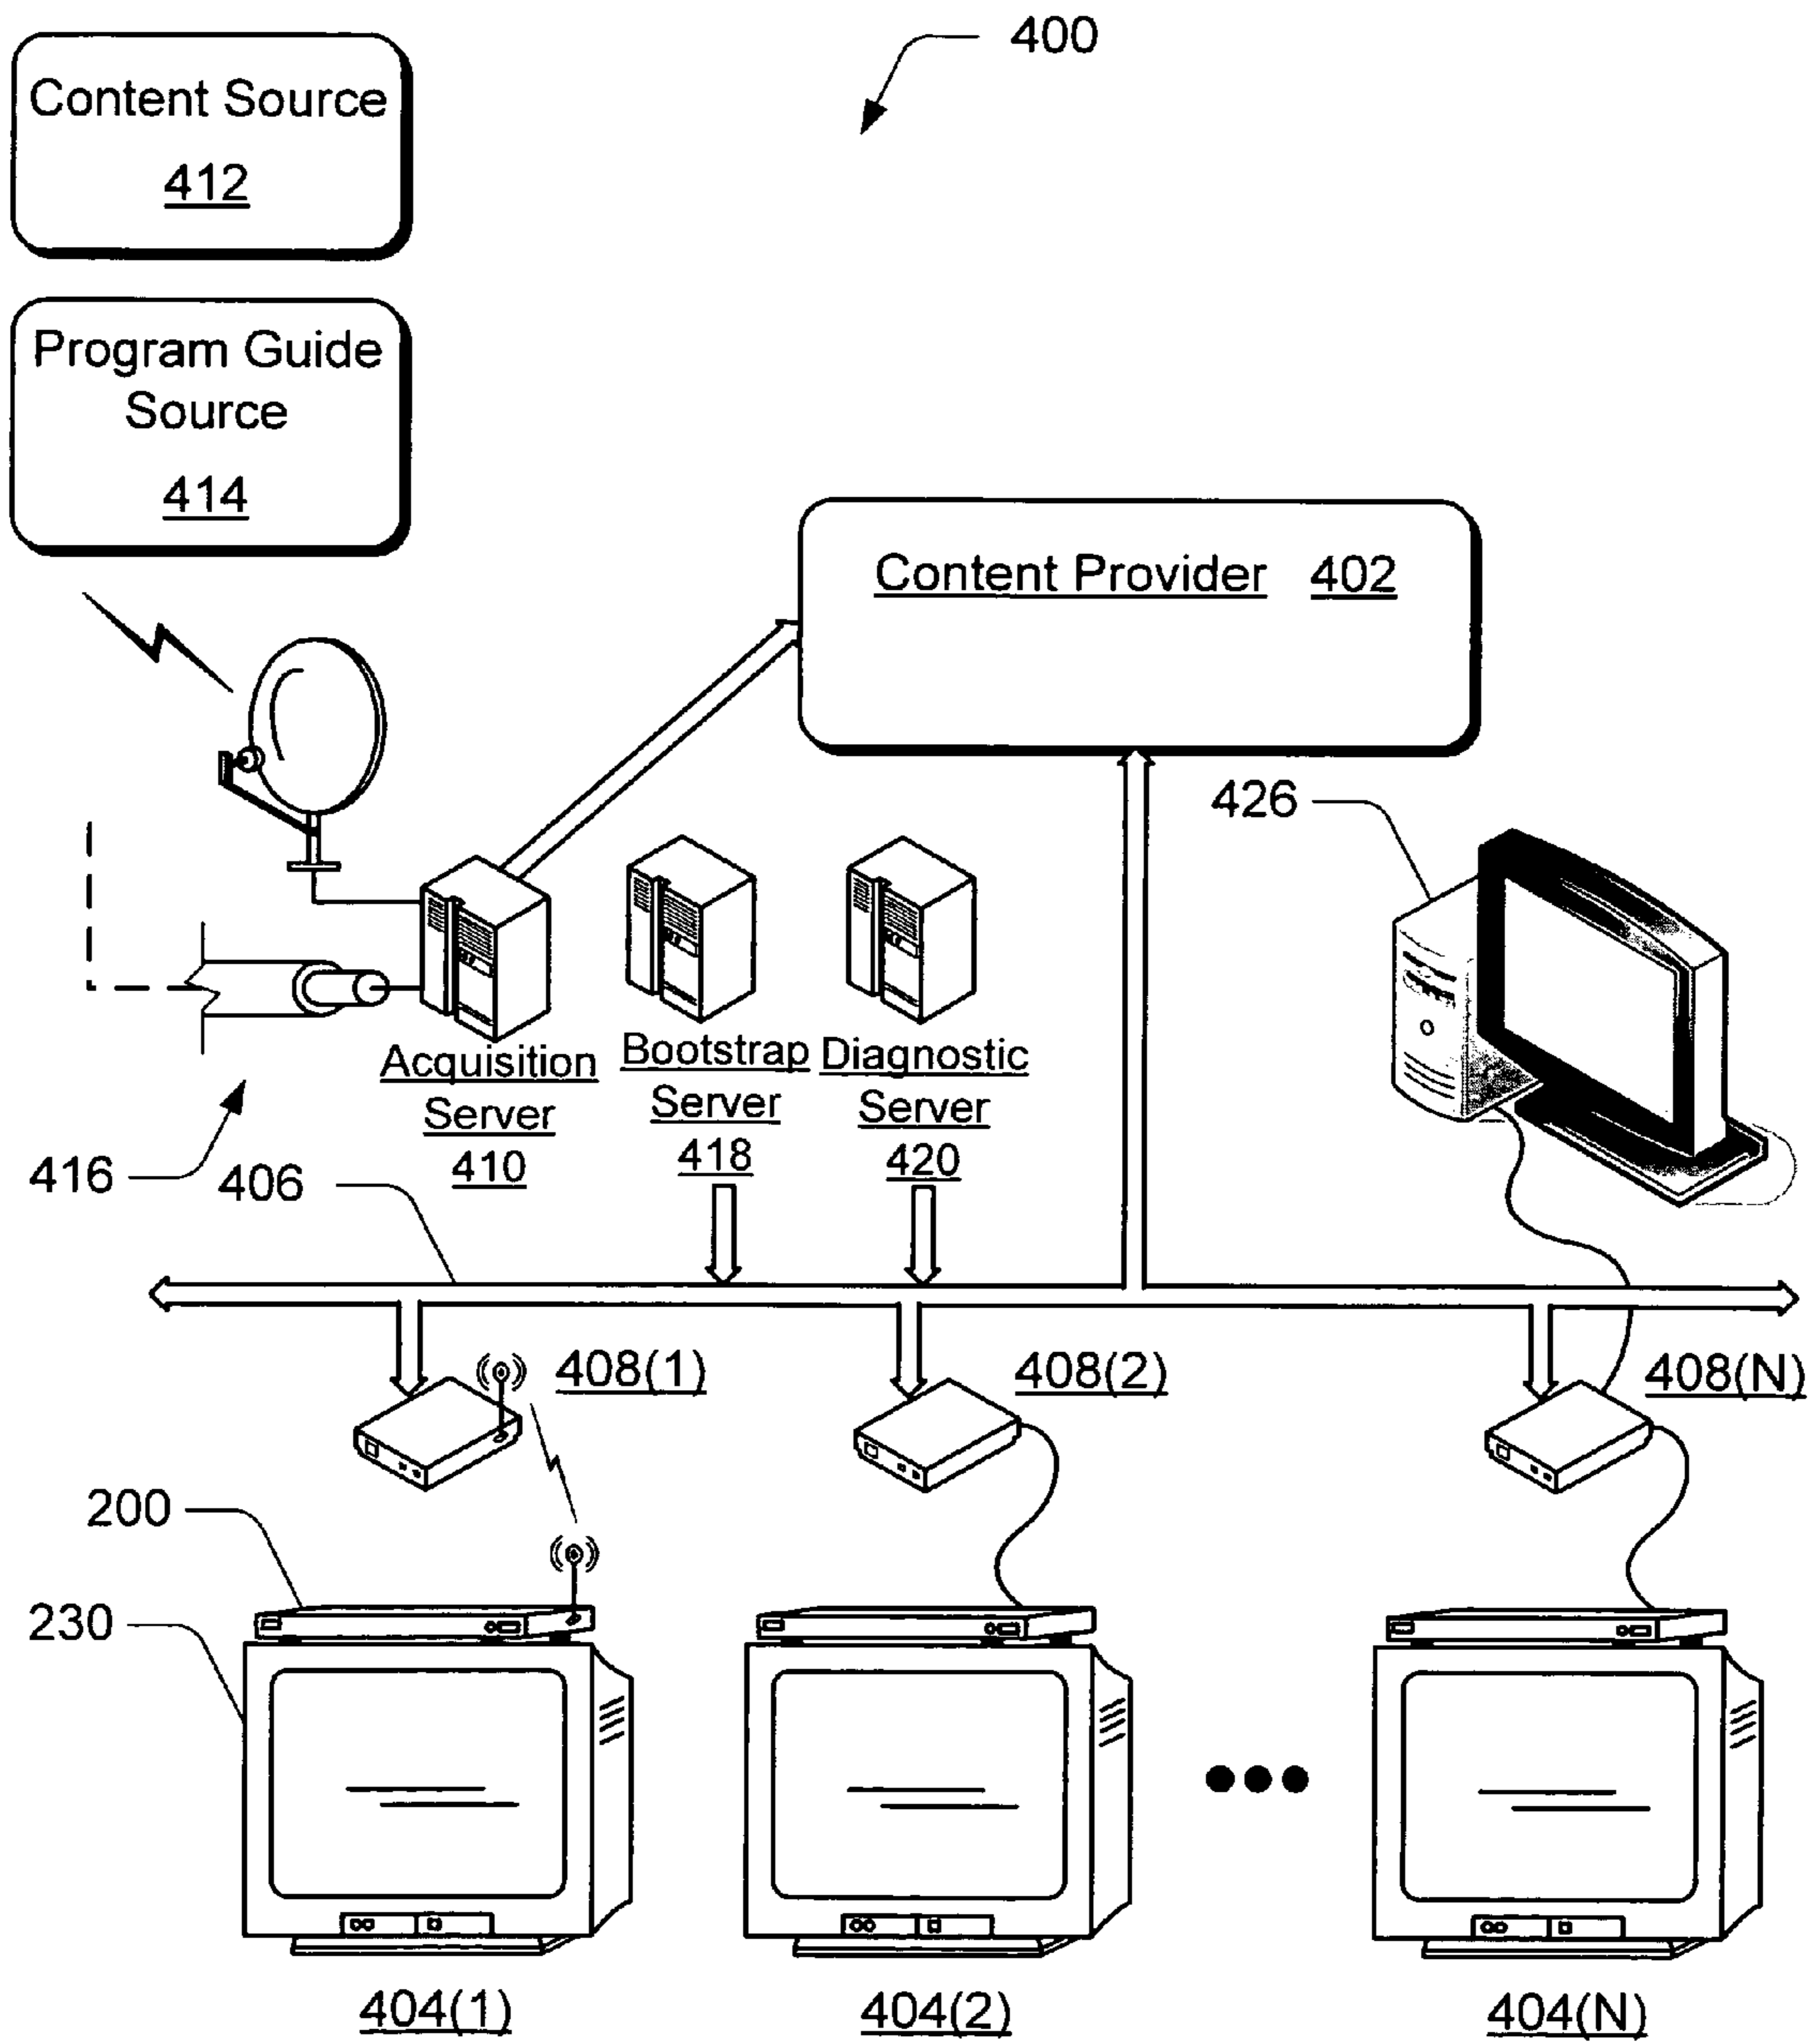 400
Content Source
412
Program Guide
Source
414
Content Provider 402
426
Acquisition
Server
410
Bootstrap
Server
418
Diagnostic
Server
420
416
406
408(1)
408(2)
408(N)
200
230
404(1)
404(2)
404(N)